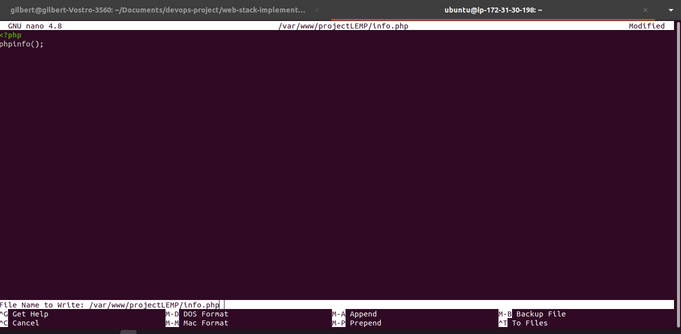 gilbert@gilbert-Vostro-3560: ~/Documents/devops-project/web-stack-implement...
ubuntu@ip-172-31-30-198: ~
GNU nano 4.8 /var/www/projectLEMP/info.php Modified
<?php
phpinfo();
File Name to Write: /var/www/projectLEMP/info.php
^G Get Help M-D DOS Format M-A Append M-B Backup File
^C Cancel M-M Mac Format M-P Prepend ^T To Files